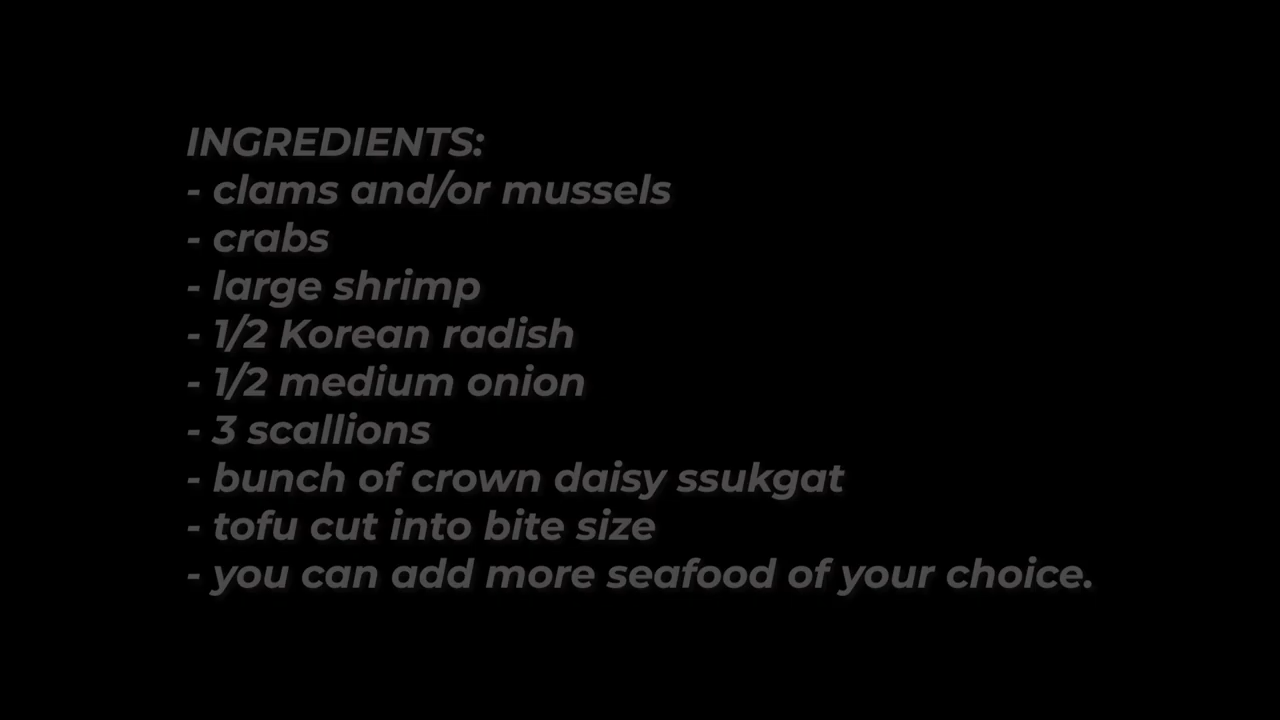 INGREDIENTS:
- clams and/or mussels
- crabs
- large shrimp
- 1/2 Korean radish
- 1/2 medium onion
- 3 scallions
- bunch of crown daisy ssukgat
- tofu cut into bite size
- you can add more seafood of your choice.